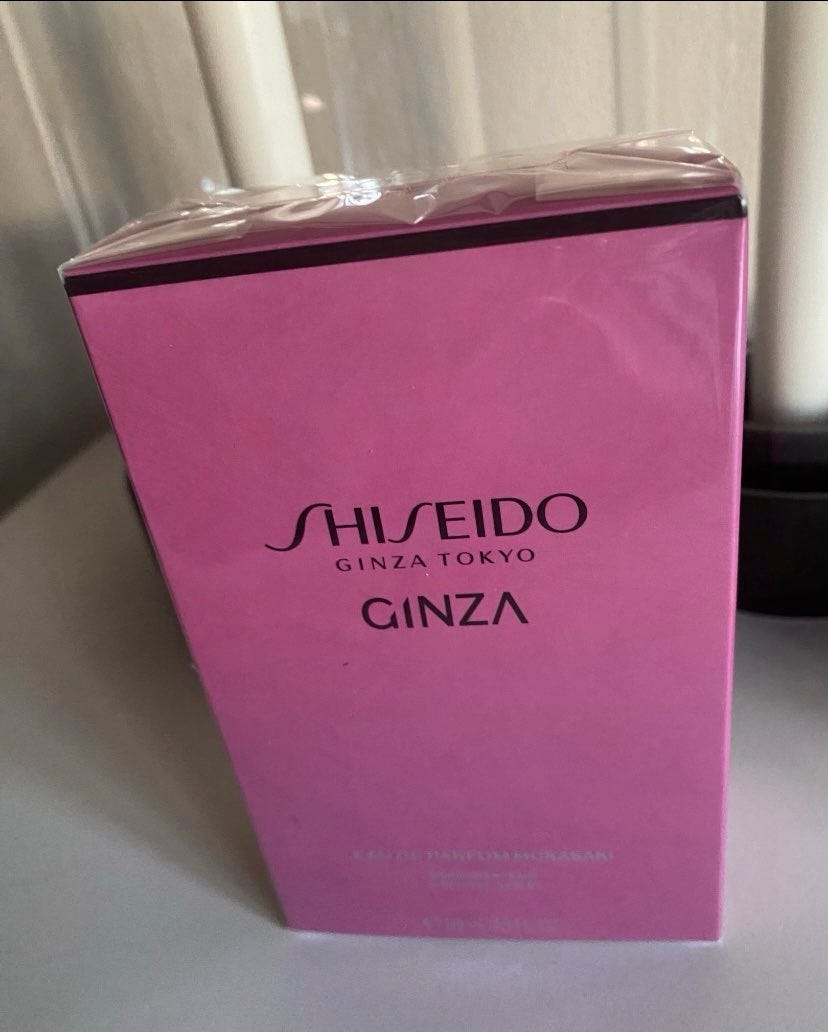 SHISEIDO
GINZA TOKYO
GINZA
EAU DE PARFUM MURASAKI